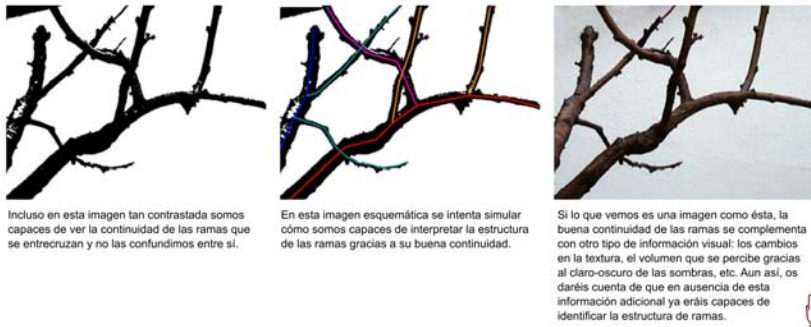 Incluso en esta imagen tan contrastada somos
capaces de ver la continuidad de las ramas que
se entrecruzan y no las confundimos entre sí.
En esta imagen esquemática se intenta simular
cómo somos capaces de interpretar la estructura
de las ramas gracias a su buena continuidad.
Si lo que vemos es una imagen como ésta, la
buena continuidad de las ramas se complementa
con otro tipo de información visual: los cambios
en la textura, el volumen que se percibe gracias
al claro-oscuro de las sombras, etc. Aun así, os
daréis cuenta de que en ausencia de esta
información adicional ya eráis capaces de
identificar la estructura de ramas.